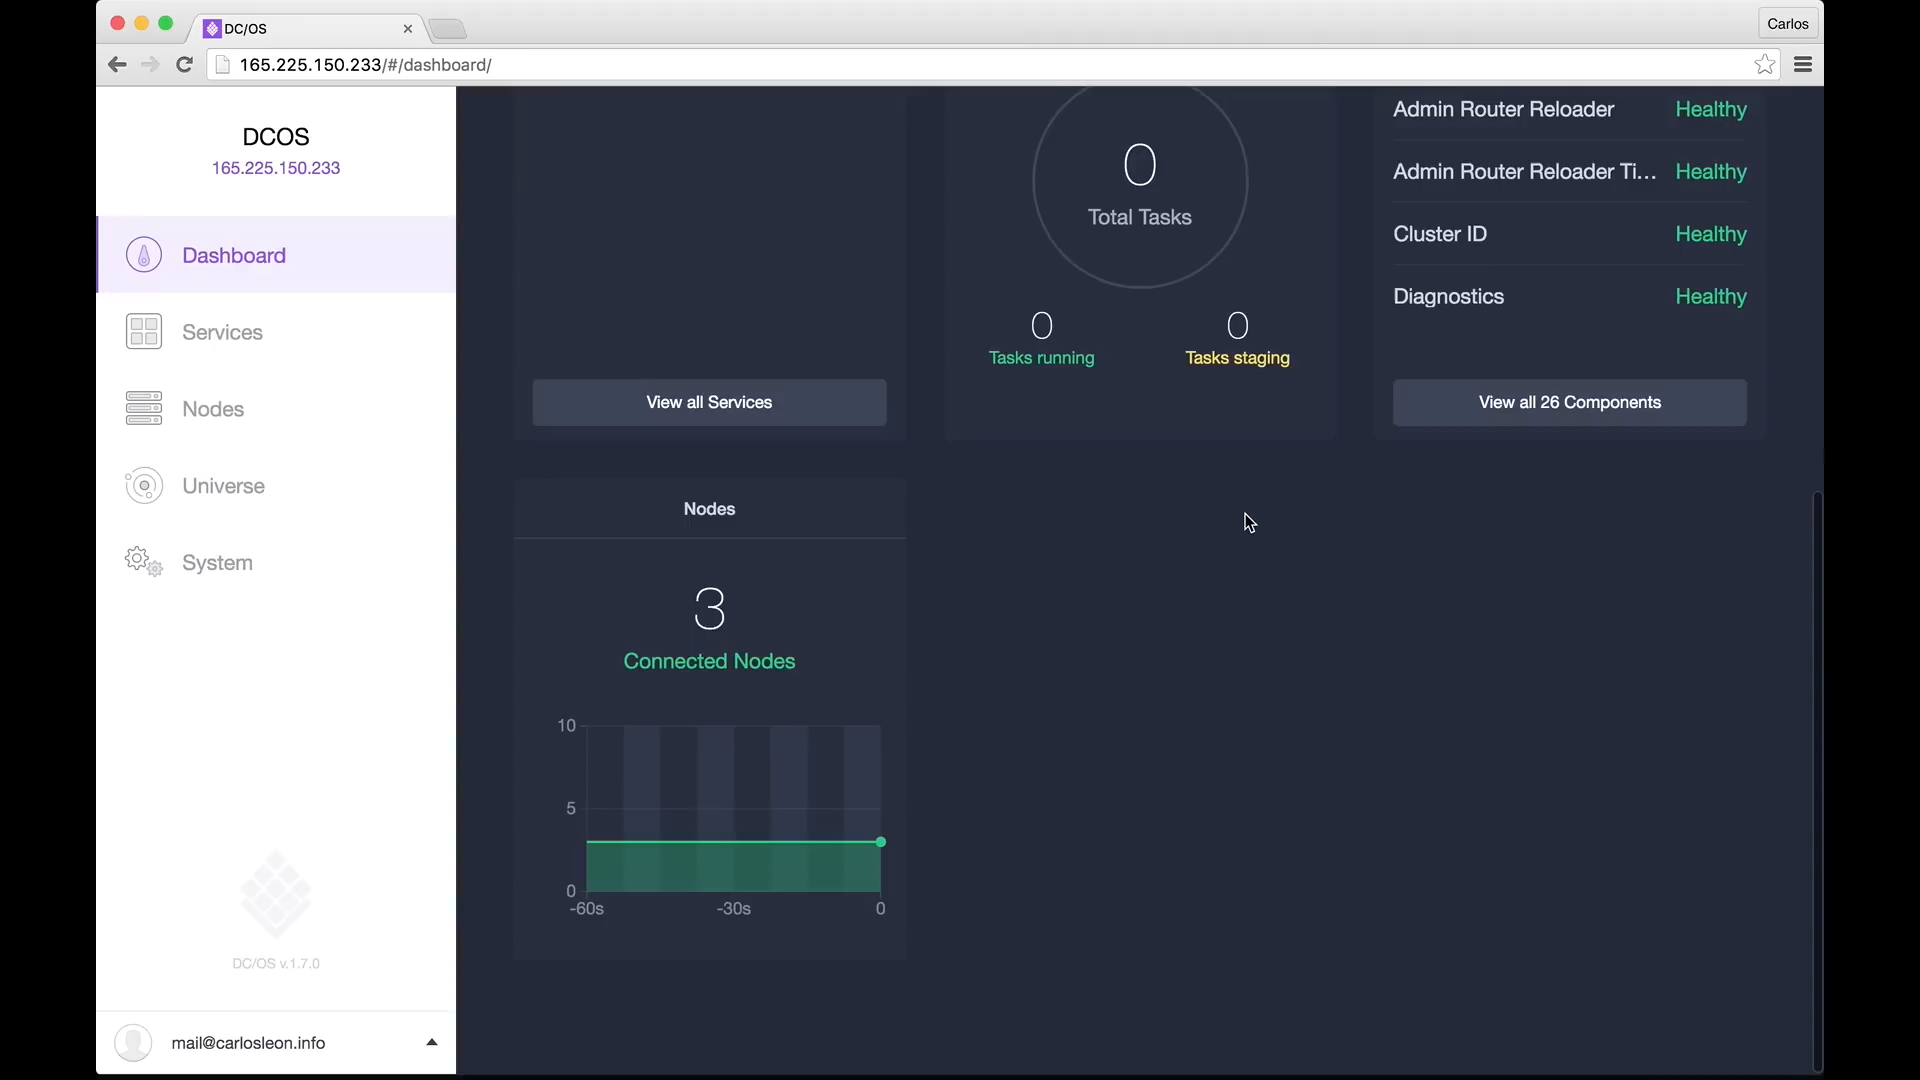 DC/OS
Carlos
165.225.150.233/#/dashboard/
DCOS
165.225.150.233
Dashboard
Services
Nodes
Universe
System
DC/OS v.1.7.0
mail@carlosleon.info
View all Services
0
Total Tasks
0
Tasks running
0
Tasks staging
Admin Router Reloader Healthy
Admin Router Reloader Ti... Healthy
Cluster ID Healthy
Diagnostics Healthy
View all 26 Components
Nodes
3
Connected Nodes
10
5
0
-60s -30s 0